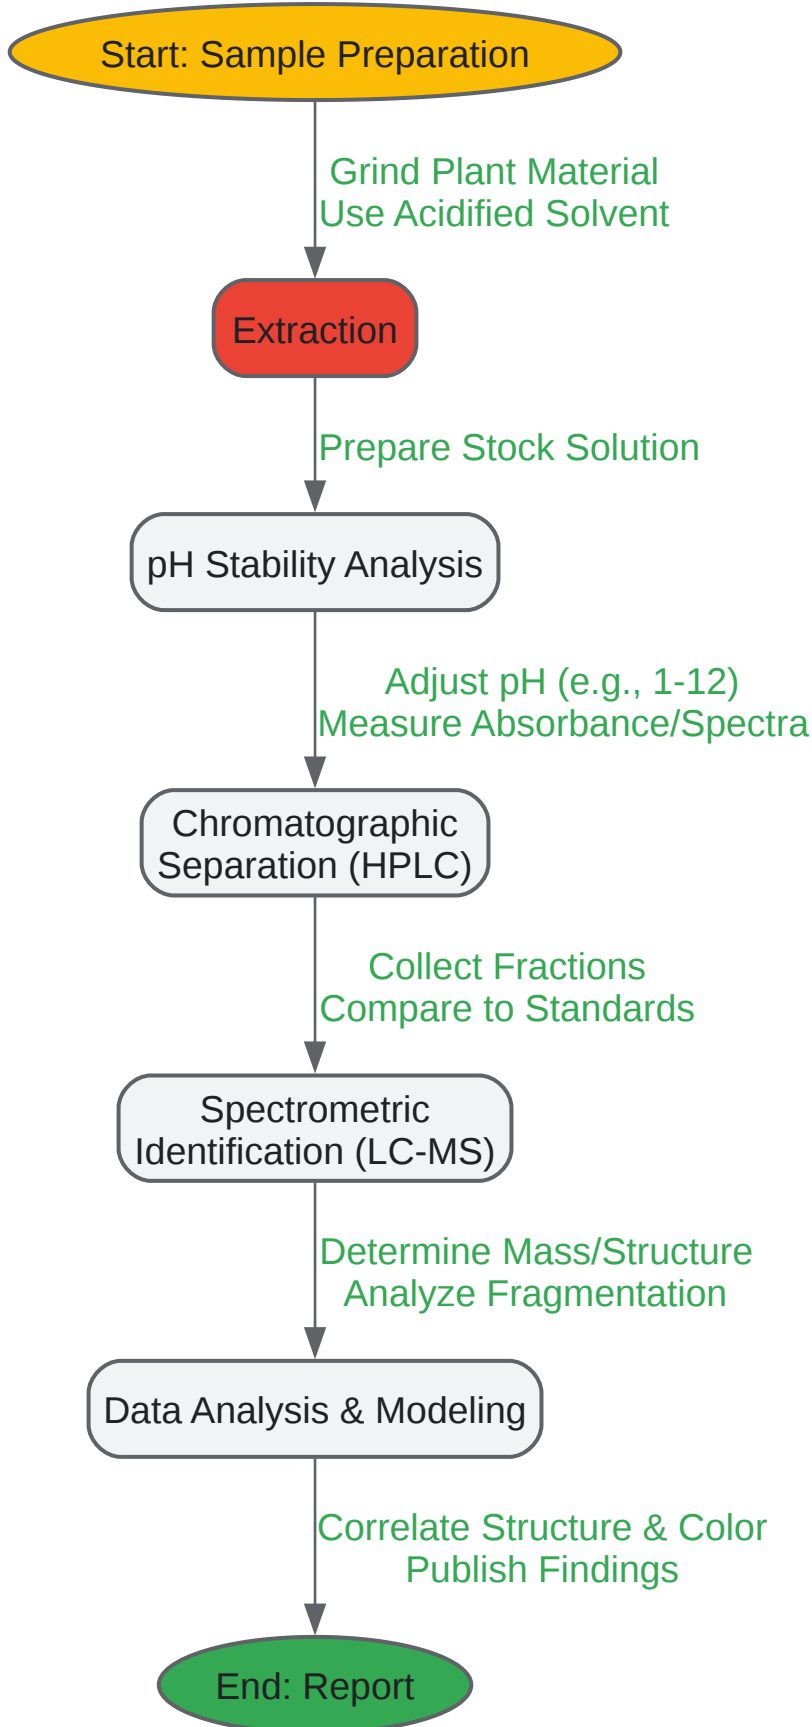 Start: Sample Preparation
Grind Plant Material
Use Acidified Solvent
Extraction
Prepare Stock Solution
pH Stability Analysis
Adjust pH (e.g., 1-12)
Measure Absorbance/Spectra
Chromatographic
Separation (HPLC)
Collect Fractions
Compare to Standards
Spectrometric
Identification (LC-MS)
Determine Mass/Structure
Analyze Fragmentation
Data Analysis & Modeling
Correlate Structure & Color
Publish Findings
End: Report